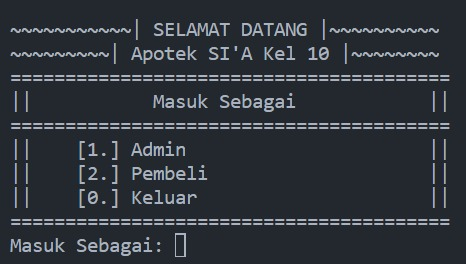 ~~~~~~~~~~~| SELAMAT DATANG |~~~~~~~~~~
~~~~~~~~~| Apotek SI'A Kel 10 |~~~~~~~~
========================================
||           Masuk Sebagai            ||
========================================
||    [1.] Admin                      ||
||    [2.] Pembeli                    ||
||    [0.] Keluar                     ||
========================================
Masuk Sebagai: